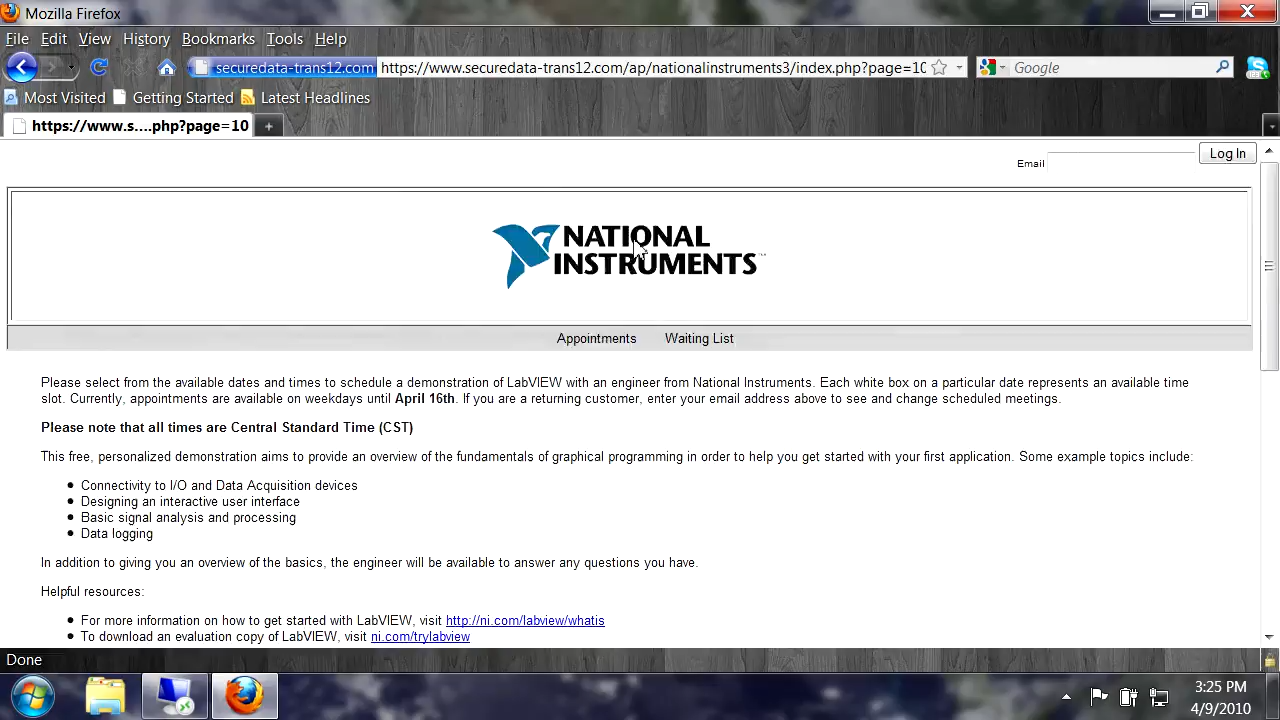 Mozilla Firefox
File Edit View History Bookmarks Tools Help
securedata-trans12.com https://www.securedata-trans12.com/ap/nationalinstruments3/index.php?page=10 Google
Most Visited Getting Started Latest Headlines
https://www.s....php?page=10
Email Log In
NATIONAL
INSTRUMENTS™
Appointments Waiting List
Please select from the available dates and times to schedule a demonstration of LabVIEW with an engineer from National Instruments. Each white box on a particular date represents an available time
slot. Currently, appointments are available on weekdays until April 16th. If you are a returning customer, enter your email address above to see and change scheduled meetings.
Please note that all times are Central Standard Time (CST)
This free, personalized demonstration aims to provide an overview of the fundamentals of graphical programming in order to help you get started with your first application. Some example topics include:
Connectivity to I/O and Data Acquisition devices
Designing an interactive user interface
Basic signal analysis and processing
Data logging
In addition to giving you an overview of the basics, the engineer will be available to answer any questions you have.
Helpful resources:
For more information on how to get started with LabVIEW, visit http://ni.com/labview/whatis
To download an evaluation copy of LabVIEW, visit ni.com/trylabview
Done
3:25 PM
4/9/2010